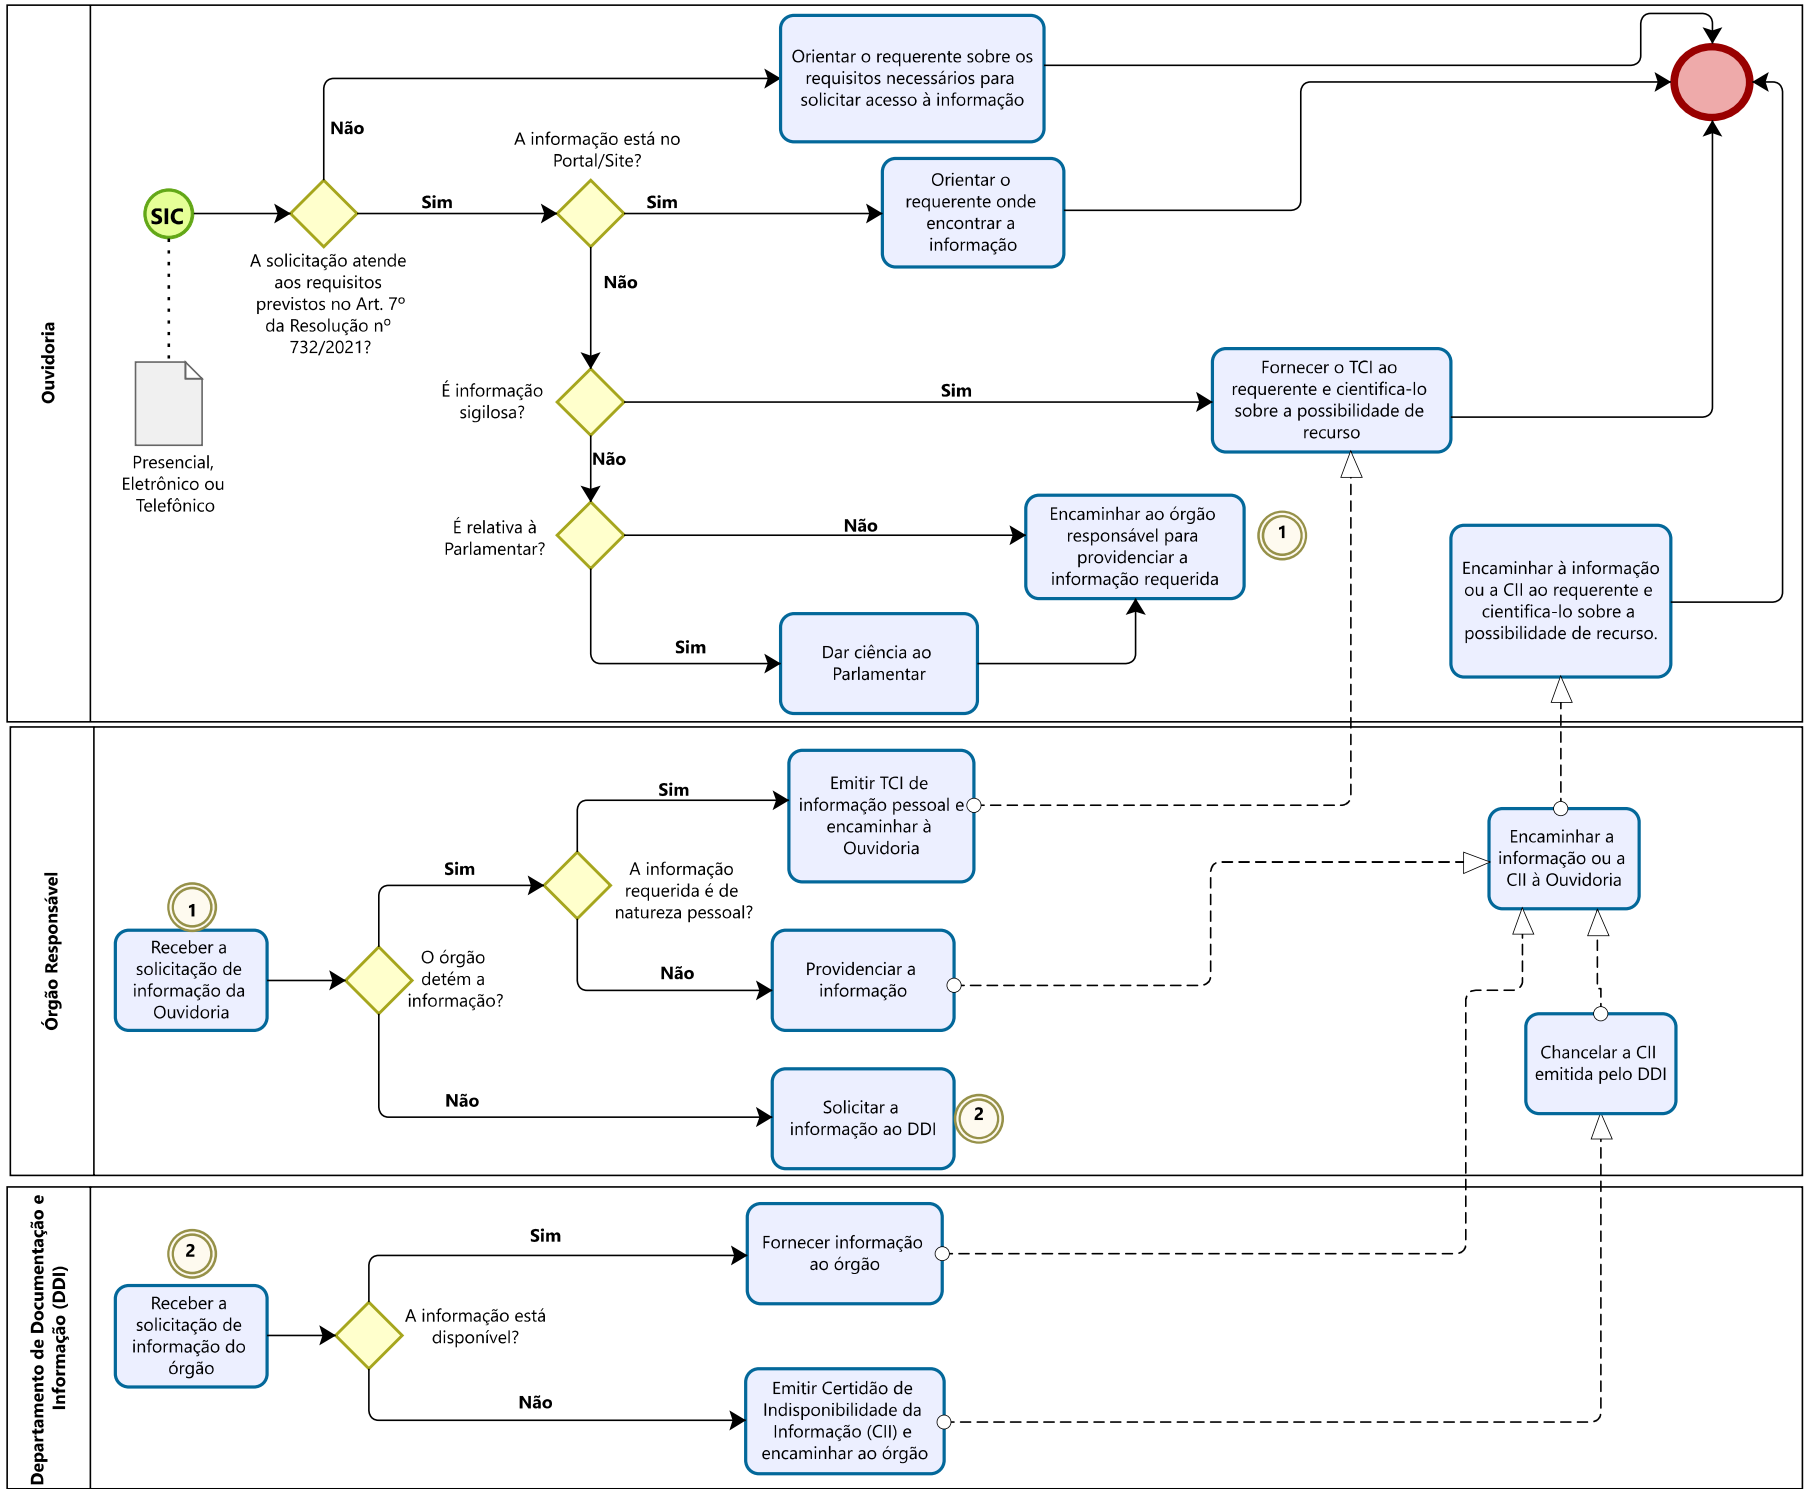 Ouvidoria
Orientar o requerente sobre os
requisitos necessários para
solicitar acesso à informação
Não
A informação está no
Portal/Site?
SIC
Sim
Sim
Orientar o
requerente onde
encontrar a
informação
A solicitação atende
aos requisitos
previstos no Art. 7º
da Resolução nº
732/2021?
Não
É informação
sigilosa?
Sim
Fornecer o TCI ao
requerente e cientifica-lo
sobre a possibilidade de
recurso
Presencial,
Eletrônico ou
Telefônico
Não
É relativa à
Parlamentar?
Não
Encaminhar ao órgão
responsável para
providenciar a
informação requerida
1
Encaminhar à informação
ou a CII ao requerente e
cientifica-lo sobre a
possibilidade de recurso.
Sim
Dar ciência ao
Parlamentar
Órgão Responsável
1
Receber a
solicitação de
informação da
Ouvidoria
O órgão
detém a
informação?
Sim
A informação
requerida é de
natureza pessoal?
Sim
Emitir TCI de
informação pessoal e
encaminhar à
Ouvidoria
Não
Providenciar a
informação
Encaminhar a
informação ou a
CII à Ouvidoria
Chancelar a CII
emitida pelo DDI
Não
Solicitar a
informação ao DDI
2
Departamento de Documentação e
Informação (DDI)
2
Receber a
solicitação de
informação do
órgão
A informação está
disponível?
Sim
Fornecer informação
ao órgão
Não
Emitir Certidão de
Indisponibilidade da
Informação (CII) e
encaminhar ao órgão